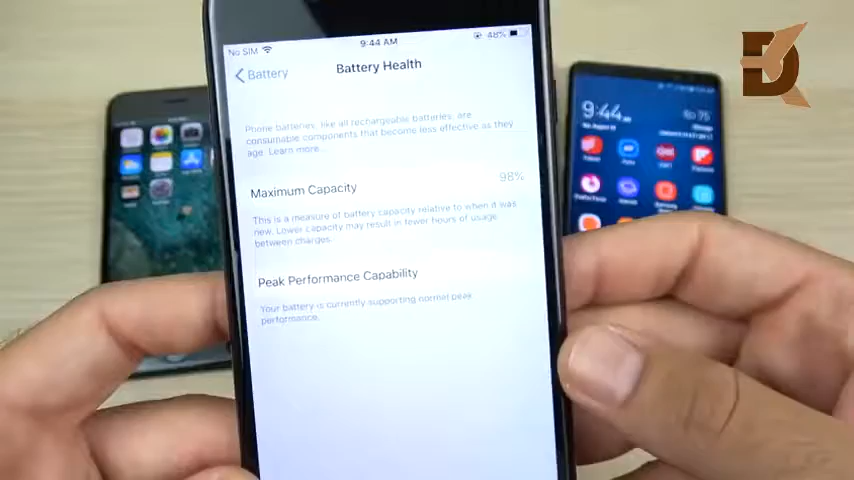 No SIM
9:44 AM
48%
Battery
Battery Health
Phone batteries, like all rechargeable batteries, are
consumable components that become less effective as they
age. Learn more...
Maximum Capacity
98%
This is a measure of battery capacity relative to when it was
new. Lower capacity may result in fewer hours of usage
between charges.
Peak Performance Capability
Your battery is currently supporting normal peak
performance.
9:44
75
DK